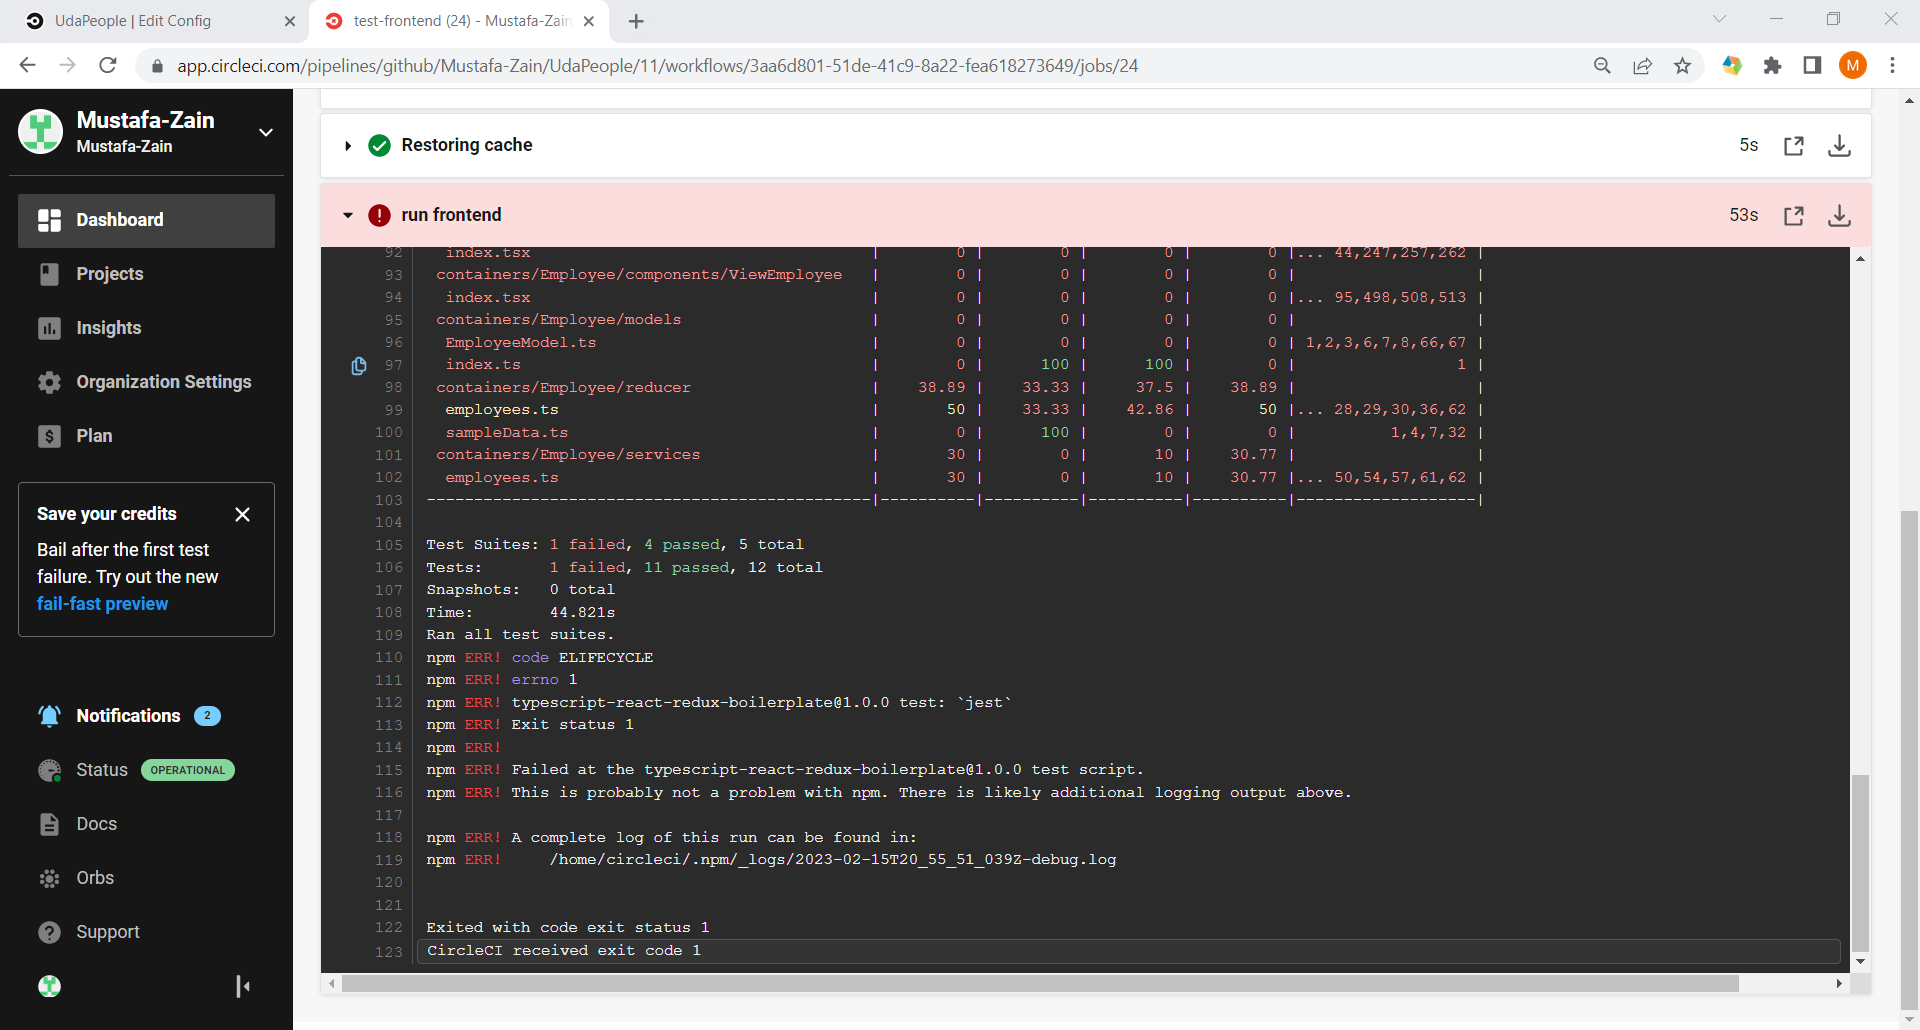 UdaPeople | Edit Config
test-frontend (24) - Mustafa-Zain
app.circleci.com/pipelines/github/Mustafa-Zain/UdaPeople/11/workflows/3aa6d801-51de-41c9-8a22-fea618273649/jobs/24
M
Mustafa-Zain
Mustafa-Zain
Dashboard
Projects
Insights
Organization Settings
Plan
Save your credits
Bail after the first test
failure. Try out the new
fail-fast preview
Notifications 2
Status OPERATIONAL
Docs
Orbs
Support
Restoring cache 5s
run frontend 53s
92 index.tsx | 0 | 0 | 0 | 0 |... 44,247,257,262 |
93 containers/Employee/components/ViewEmployee | 0 | 0 | 0 | 0 | |
94 index.tsx | 0 | 0 | 0 | 0 |... 95,498,508,513 |
95 containers/Employee/models | 0 | 0 | 0 | 0 | |
96 EmployeeModel.ts | 0 | 0 | 0 | 0 | 1,2,3,6,7,8,66,67 |
97 index.ts | 0 | 100 | 100 | 0 | 1 |
98 containers/Employee/reducer | 38.89 | 33.33 | 37.5 | 38.89 | |
99 employees.ts | 50 | 33.33 | 42.86 | 50 |... 28,29,30,36,62 |
100 sampleData.ts | 0 | 100 | 0 | 0 | 1,4,7,32 |
101 containers/Employee/services | 30 | 0 | 10 | 30.77 | |
102 employees.ts | 30 | 0 | 10 | 30.77 |... 50,54,57,61,62 |
103 -----------------------------------------------|----------|----------|----------|----------|-------------------|
104
105 Test Suites: 1 failed, 4 passed, 5 total
106 Tests: 1 failed, 11 passed, 12 total
107 Snapshots: 0 total
108 Time: 44.821s
109 Ran all test suites.
110 npm ERR! code ELIFECYCLE
111 npm ERR! errno 1
112 npm ERR! typescript-react-redux-boilerplate@1.0.0 test: `jest`
113 npm ERR! Exit status 1
114 npm ERR!
115 npm ERR! Failed at the typescript-react-redux-boilerplate@1.0.0 test script.
116 npm ERR! This is probably not a problem with npm. There is likely additional logging output above.
117
118 npm ERR! A complete log of this run can be found in:
119 npm ERR! /home/circleci/.npm/_logs/2023-02-15T20_55_51_039Z-debug.log
120
121
122 Exited with code exit status 1
123 CircleCI received exit code 1